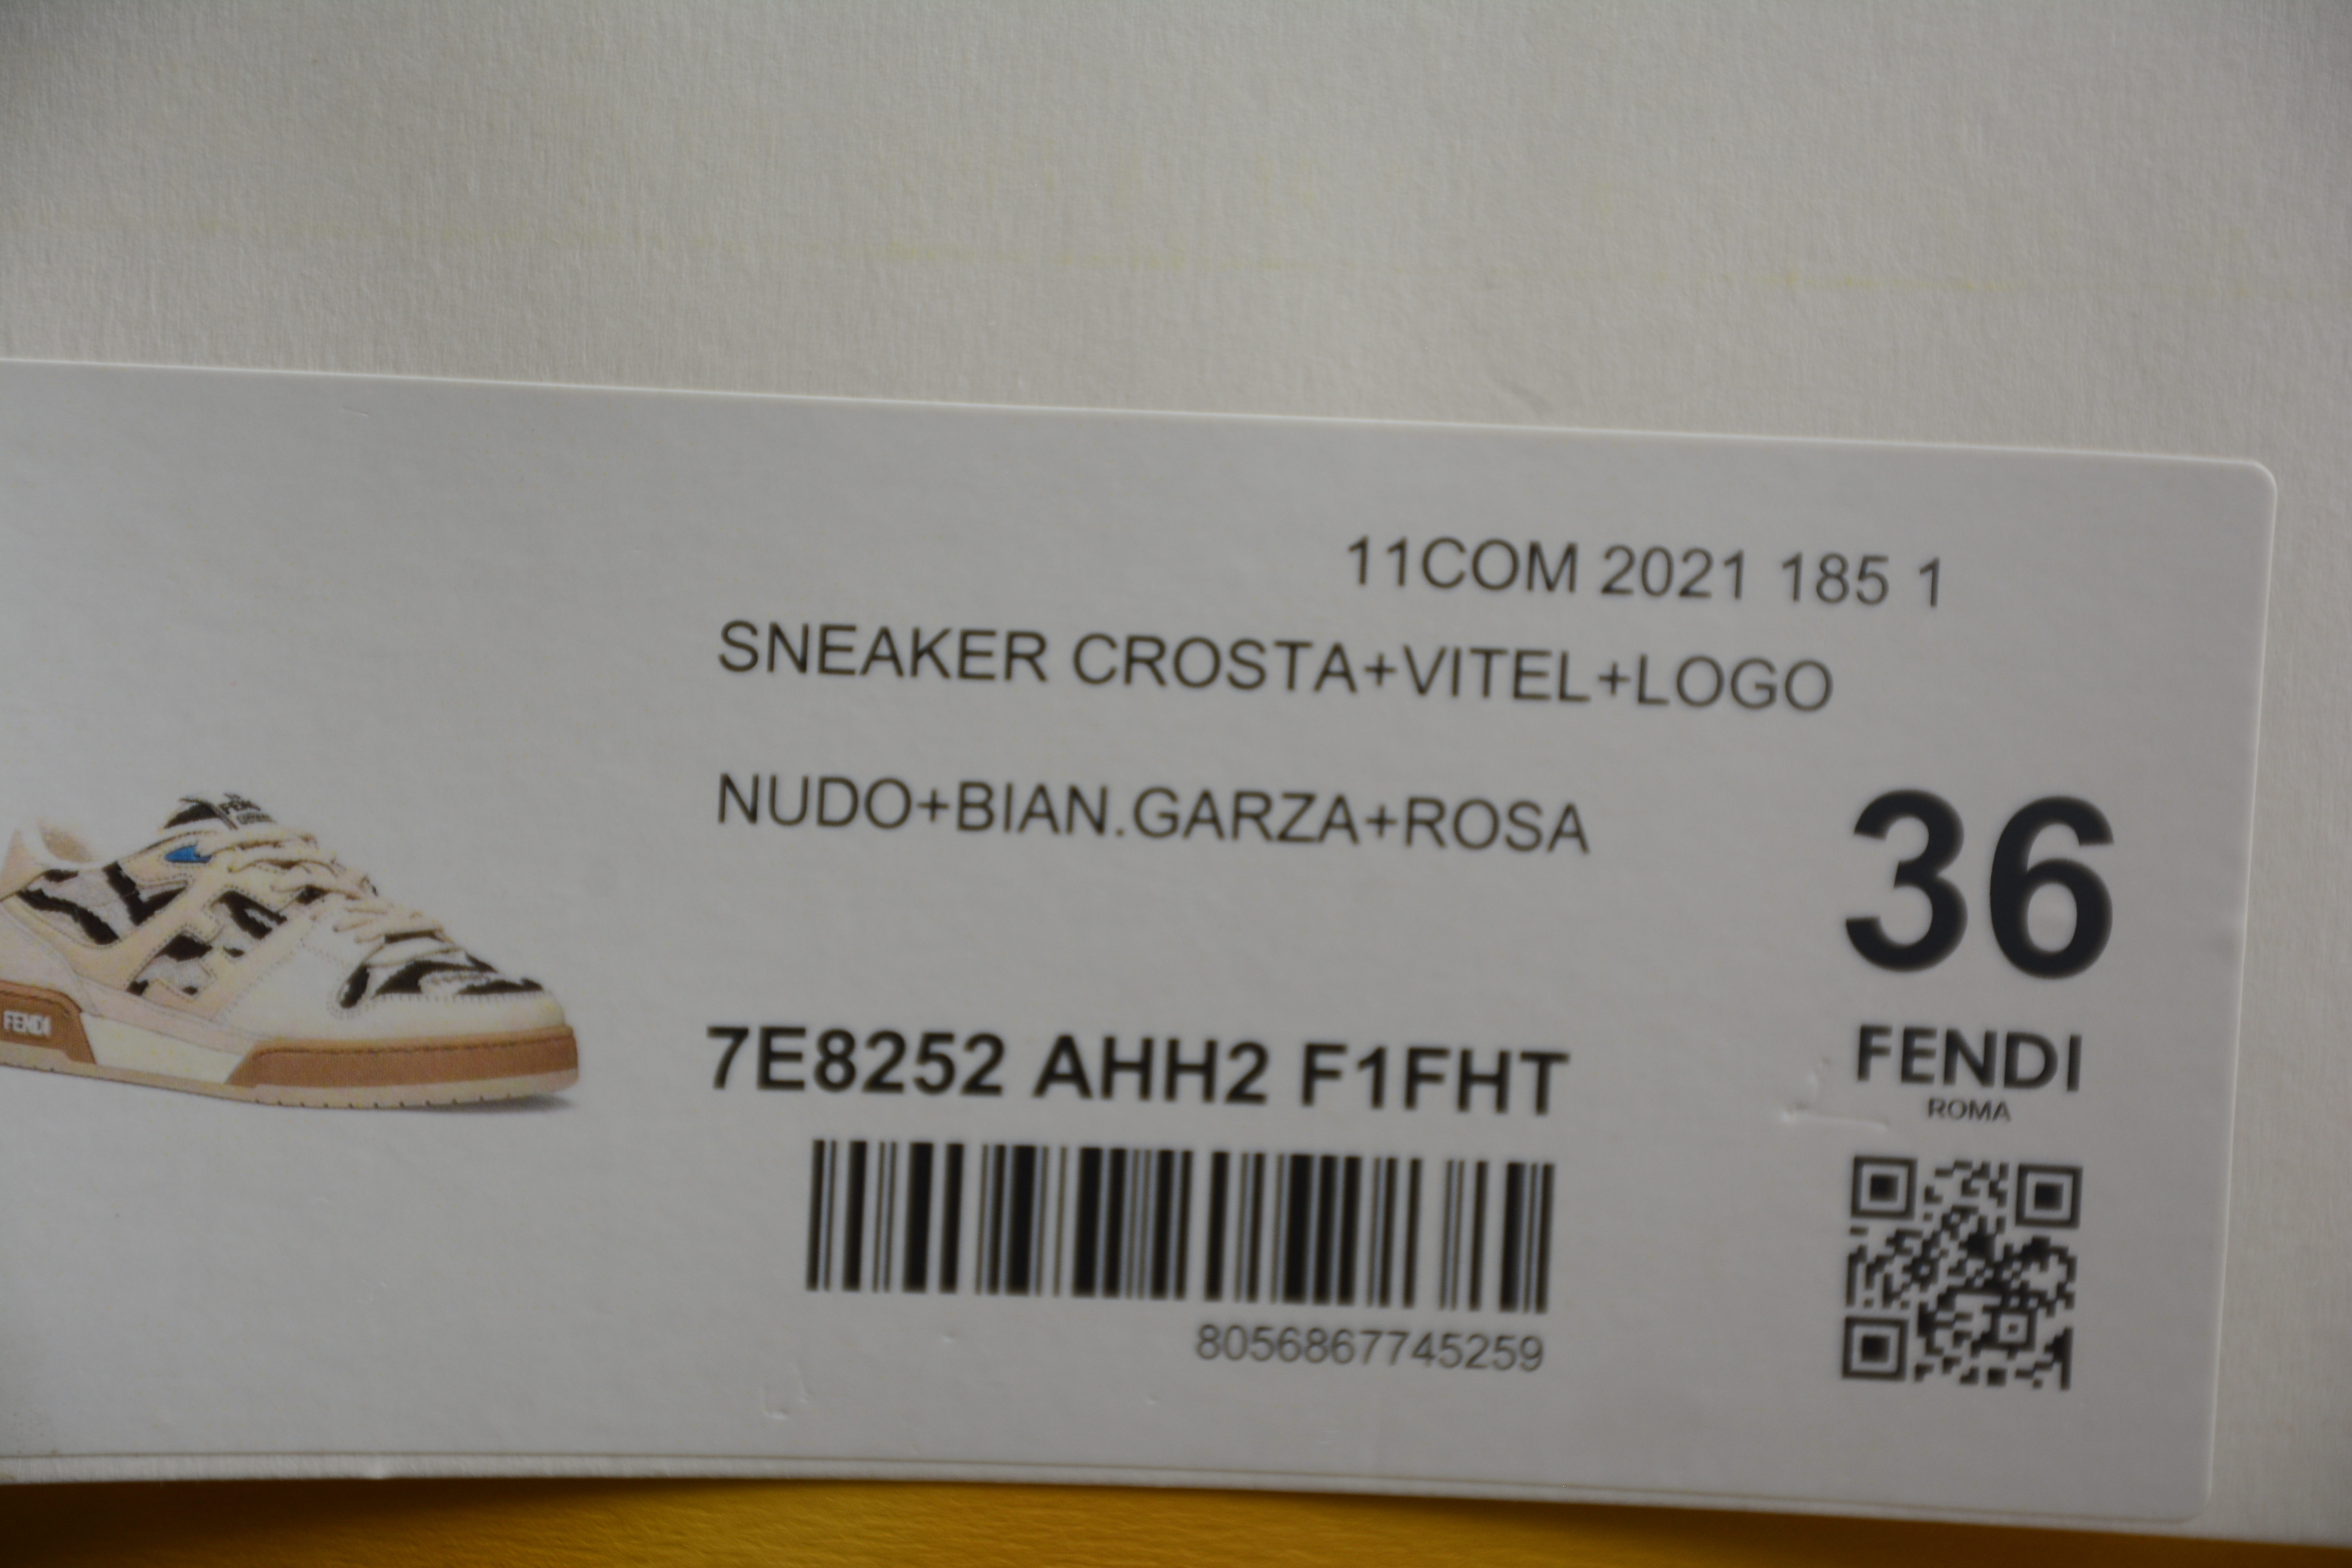 11COM 2021 185 1
SNEAKER CROSTA+VITEL+LOGO
NUDO+BIAN.GARZA+ROSA
36
FENDI
7E8252 AHH2 F1FHT
FENDI
ROMA
8056867745259